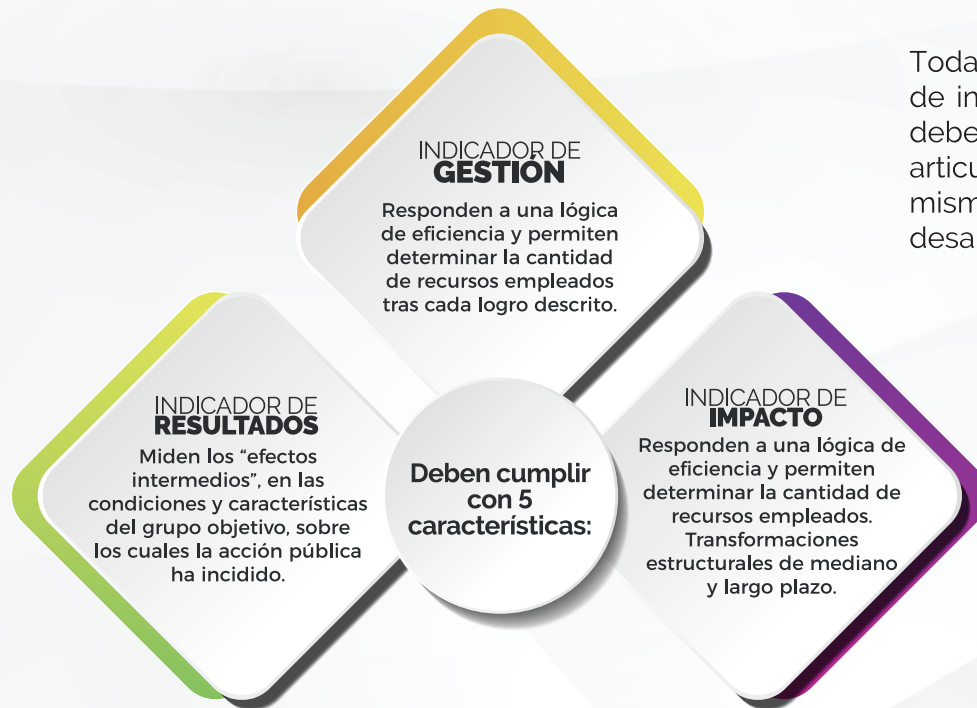 INDICADOR DE
GESTIÓN
Responden a una lógica
de eficiencia y permiten
determinar la cantidad
de recursos empleados
tras cada logro descrito.
INDICADOR DE
RESULTADOS
Miden los “efectos
intermedios”, en las
condiciones y características
del grupo objetivo, sobre
los cuales la acción pública
ha incidido.
Deben cumplir
con 5
características:
INDICADOR DE
IMPACTO
Responden a una lógica de
eficiencia y permiten
determinar la cantidad de
recursos empleados.
Transformaciones
estructurales de mediano
y largo plazo.
Toda
de in
debe
articu
mism
desa